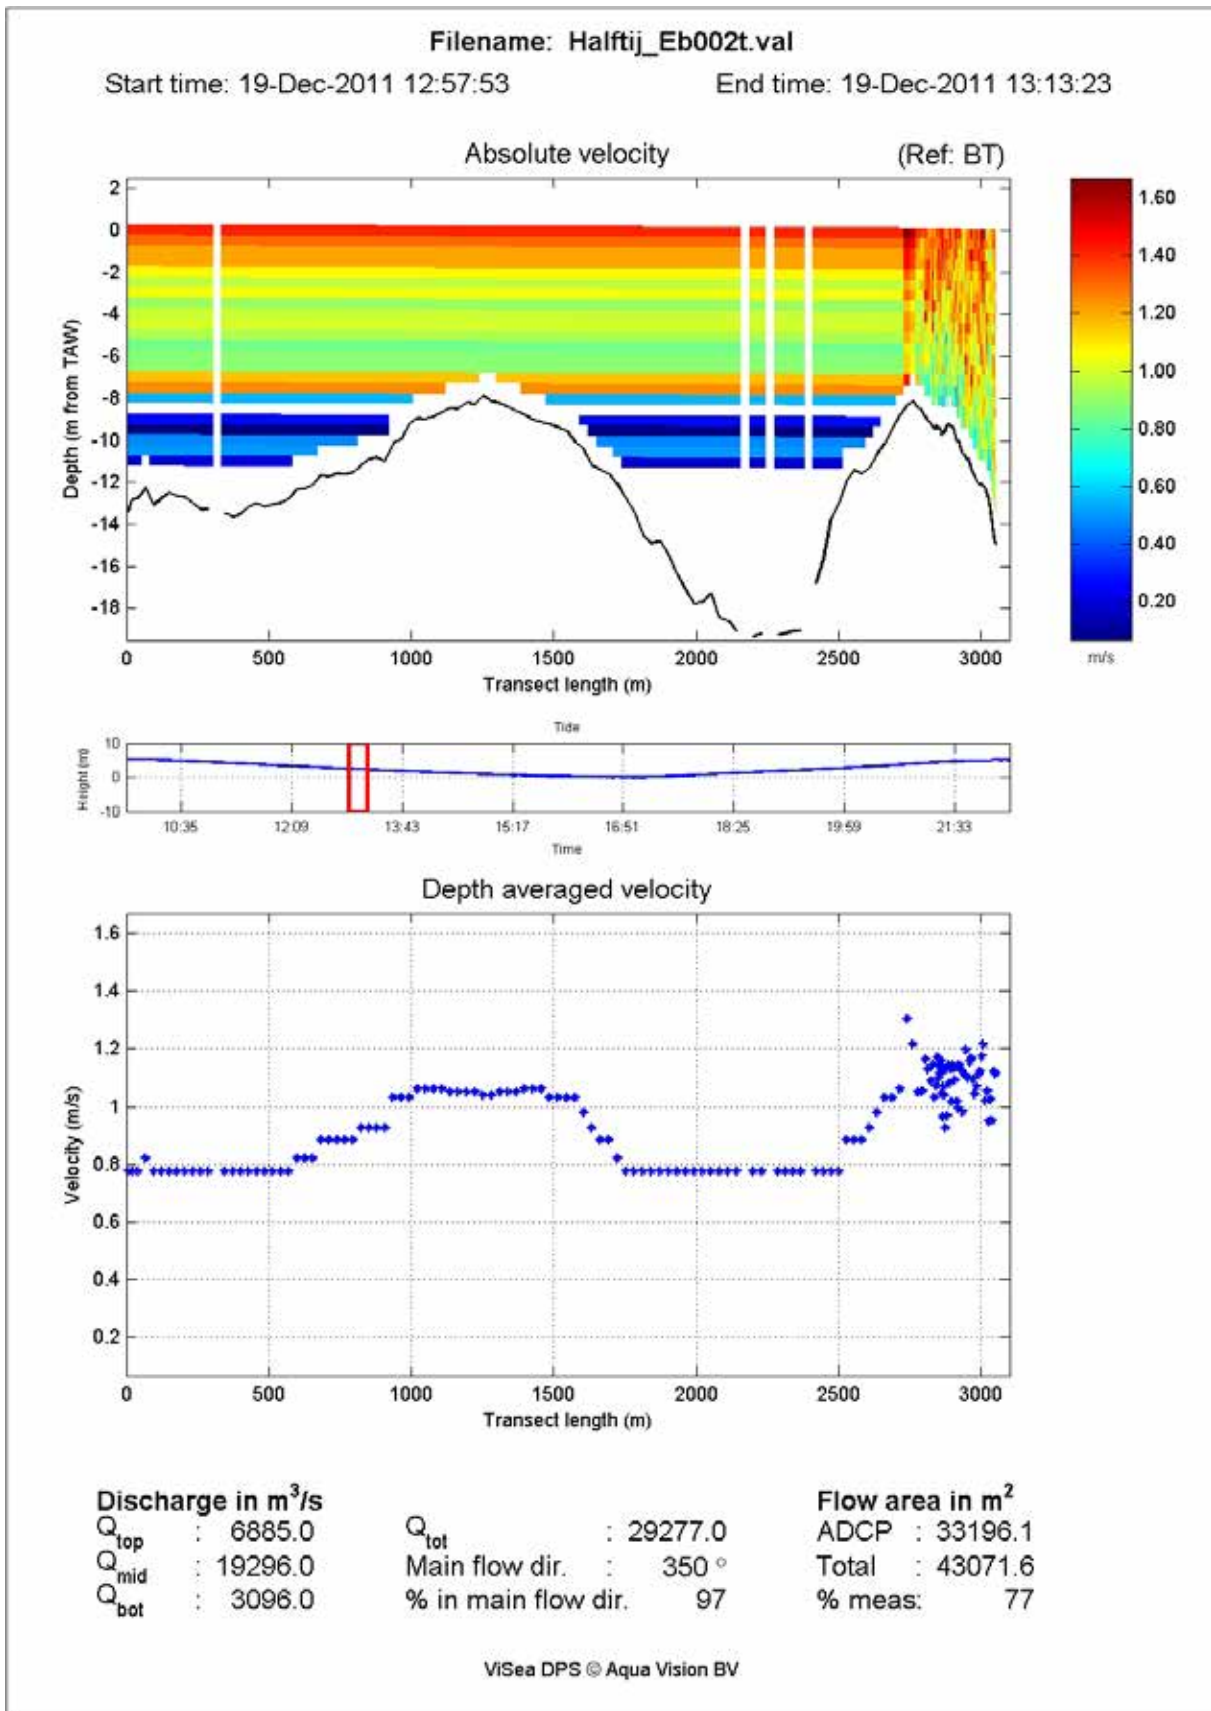 Filename: Halftij_Eb002t.val
Start time: 19-Dec-2011 12:57:53 End time: 19-Dec-2011 13:13:23
Absolute velocity (Ref: BT)
2
0
-2
-4
-6
-8
-10
-12
-14
-16
-18
Depth (m from TAW)
0 500 1000 1500 2000 2500 3000
Transect length (m)
1.60
1.40
1.20
1.00
0.80
0.60
0.40
0.20
m/s
Tide
10
0
-10
Height (m)
10:35 12:09 13:43 15:17 16:51 18:25 19:59 21:33
Time
Depth averaged velocity
1.6
1.4
1.2
1
0.8
0.6
0.4
0.2
Velocity (m/s)
0 500 1000 1500 2000 2500 3000
Transect length (m)
Discharge in m³/s Flow area in m²
Q_top : 6885.0 Q_tot : 29277.0 ADCP : 33196.1
Q_mid : 19296.0 Main flow dir. : 350 ° Total : 43071.6
Q_bot : 3096.0 % in main flow dir. 97 % meas: 77
ViSea DPS © Aqua Vision BV